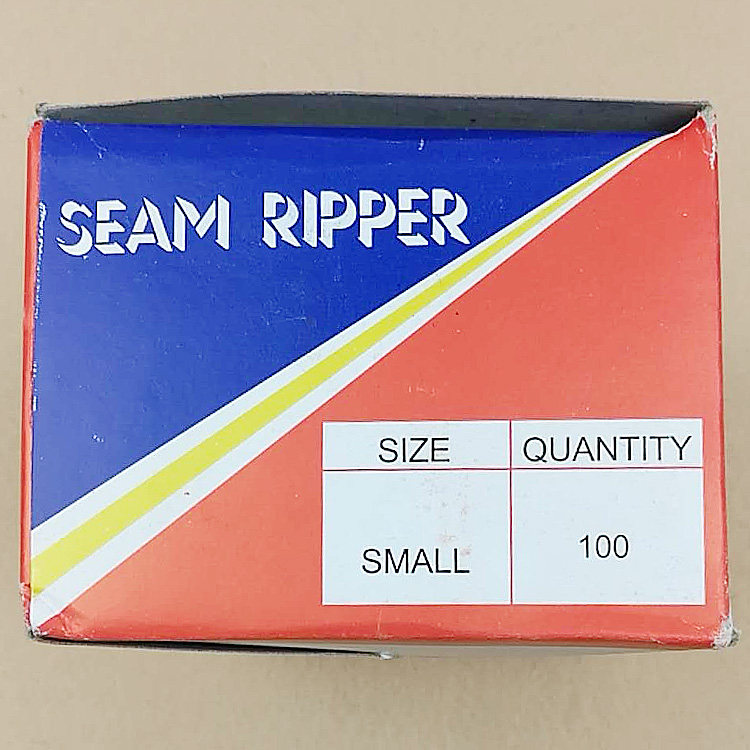 SEAM RIPPER
SIZE QUANTITY
SMALL 100